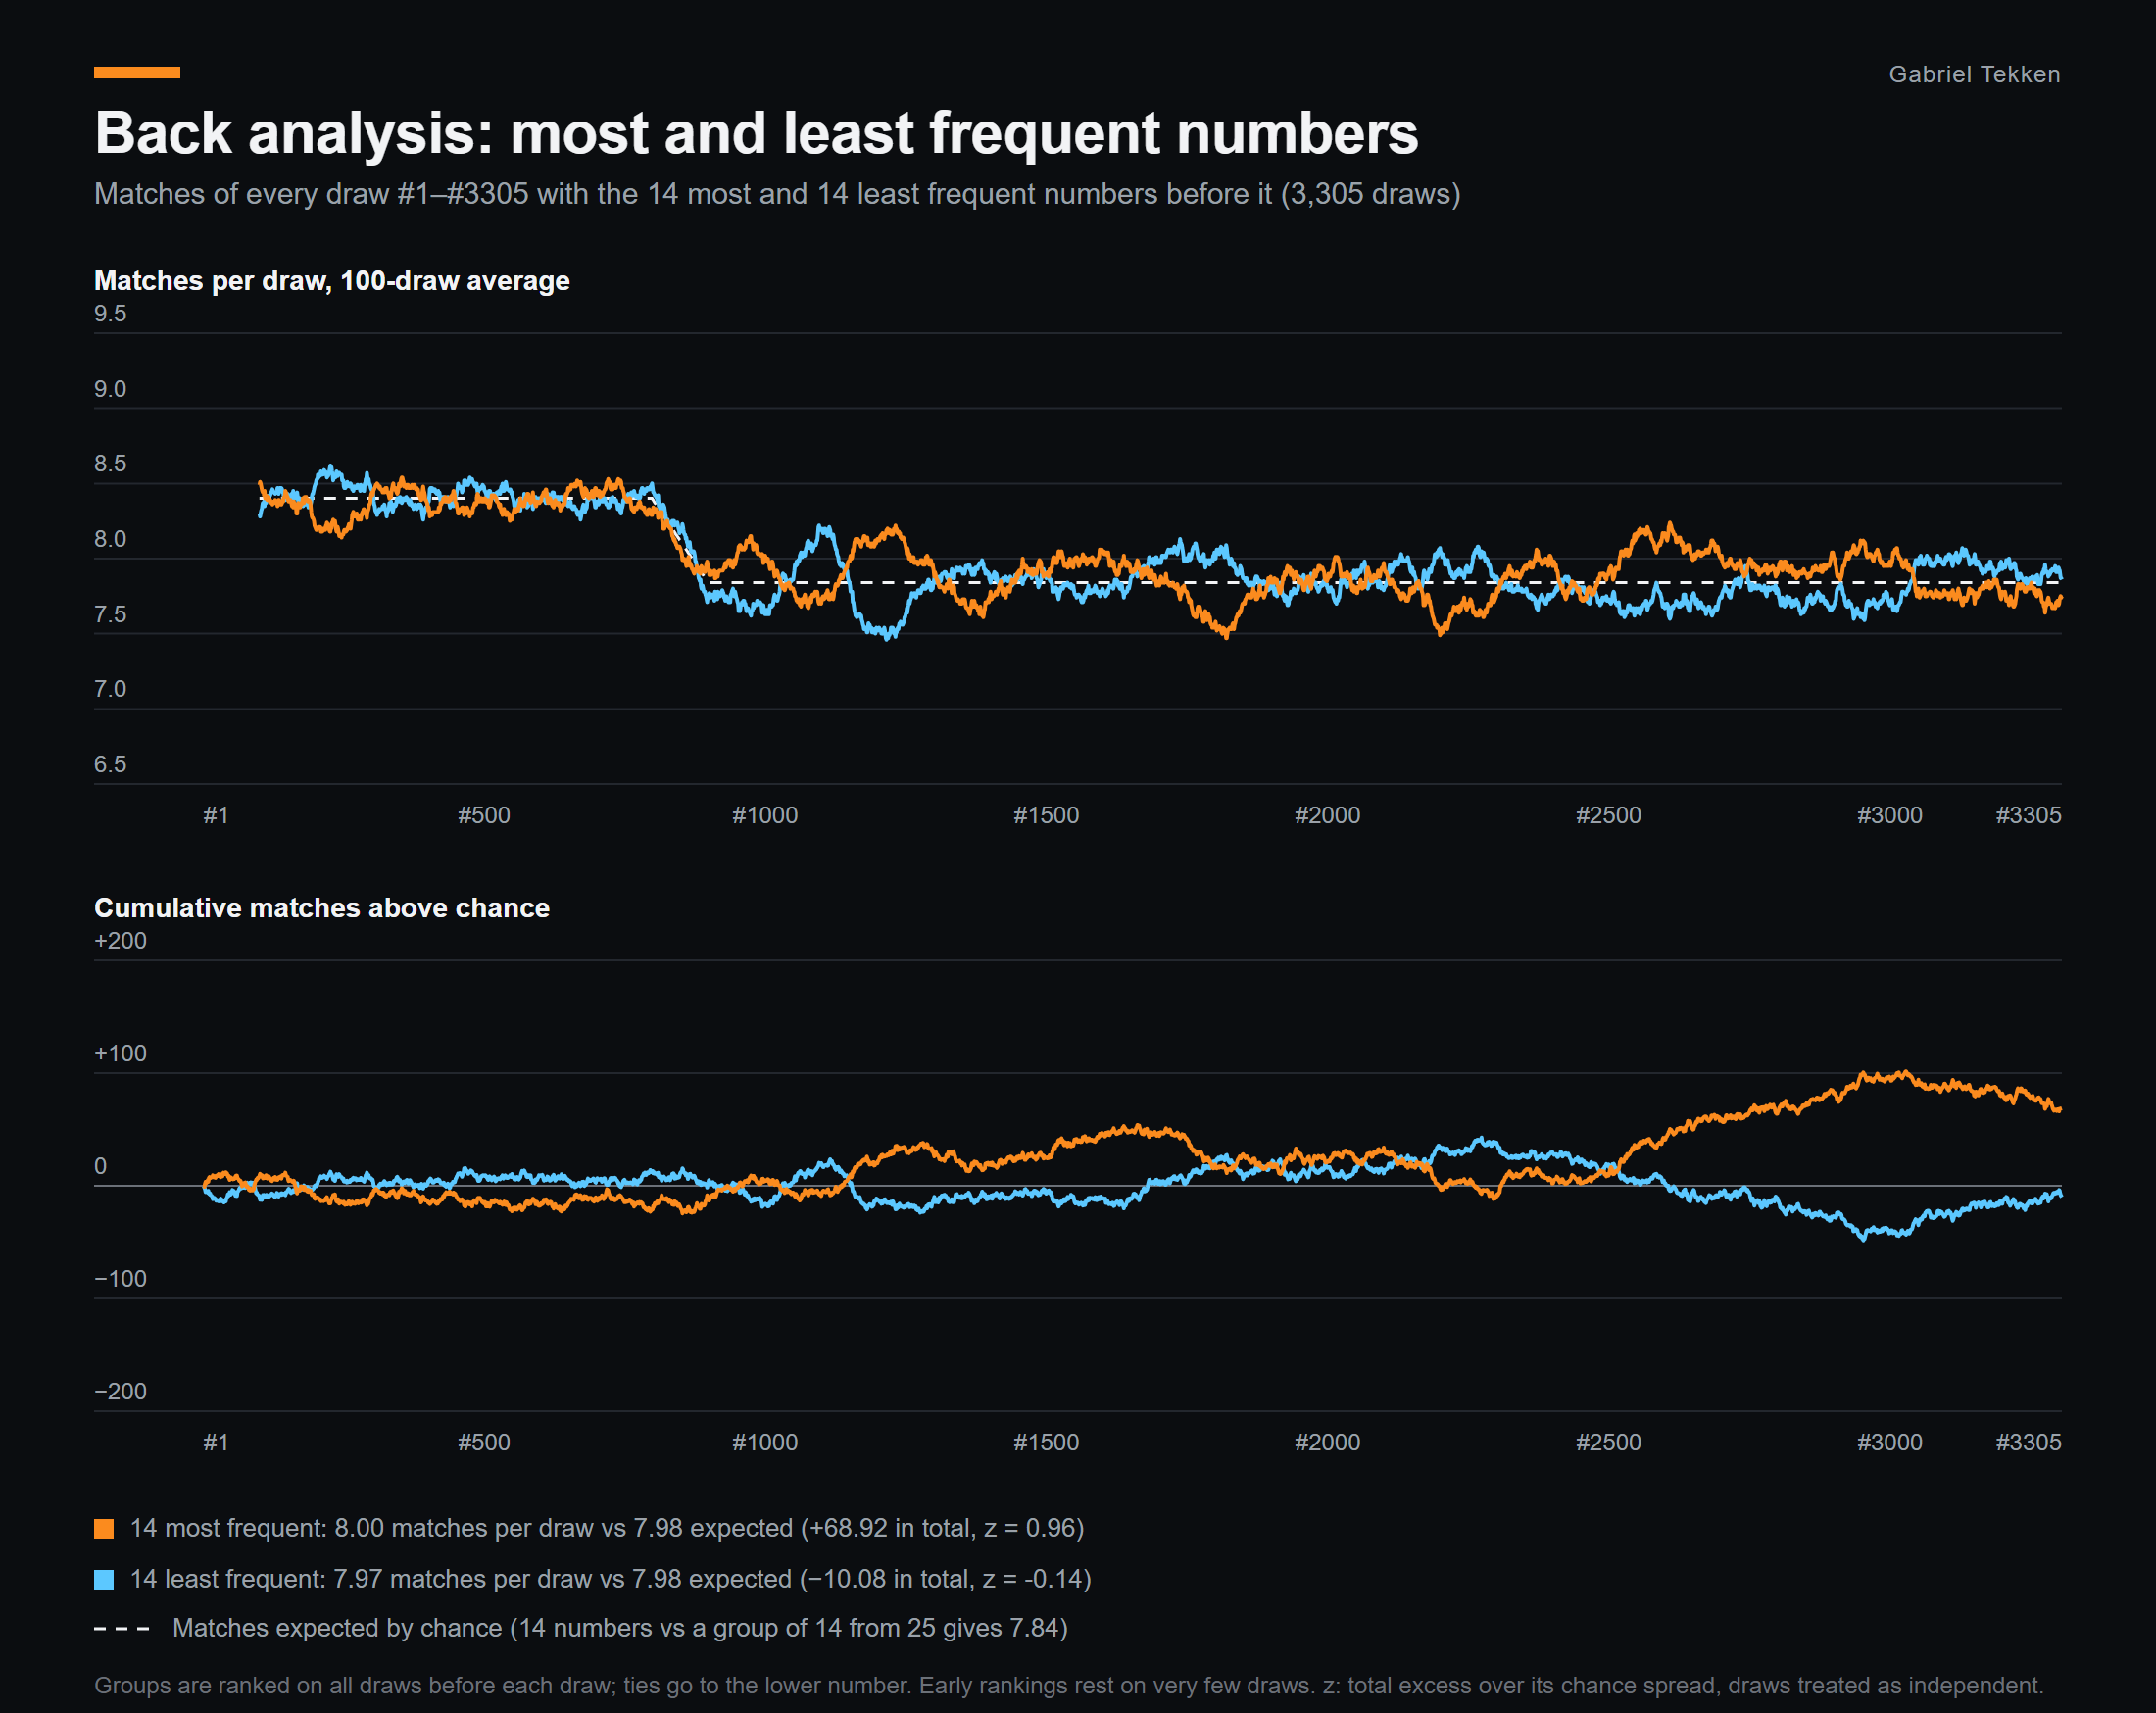 Gabriel Tekken
Back analysis: most and least frequent numbers
Matches of every draw #1–#3305 with the 14 most and 14 least frequent numbers before it (3,305 draws)
Matches per draw, 100-draw average
9.5
9.0
8.5
8.0
7.5
7.0
6.5
#1 #500 #1000 #1500 #2000 #2500 #3000 #3305
Cumulative matches above chance
+200
+100
0
−100
−200
#1 #500 #1000 #1500 #2000 #2500 #3000 #3305
14 most frequent: 8.00 matches per draw vs 7.98 expected (+68.92 in total, z = 0.96)
14 least frequent: 7.97 matches per draw vs 7.98 expected (−10.08 in total, z = -0.14)
Matches expected by chance (14 numbers vs a group of 14 from 25 gives 7.84)
Groups are ranked on all draws before each draw; ties go to the lower number. Early rankings rest on very few draws. z: total excess over its chance spread, draws treated as independent.